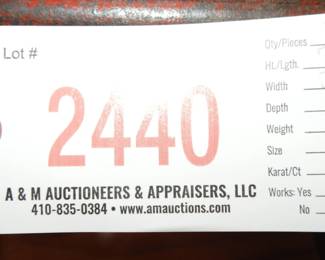 Lot #
2440
A & M AUCTIONEERS & APPRAISERS, LLC
410-835-0384 • www.amauctions.com
Qty/Pieces
Ht./Lgth.
Width
Depth
Weight
Size
Karat/Ct
Works: Yes
No